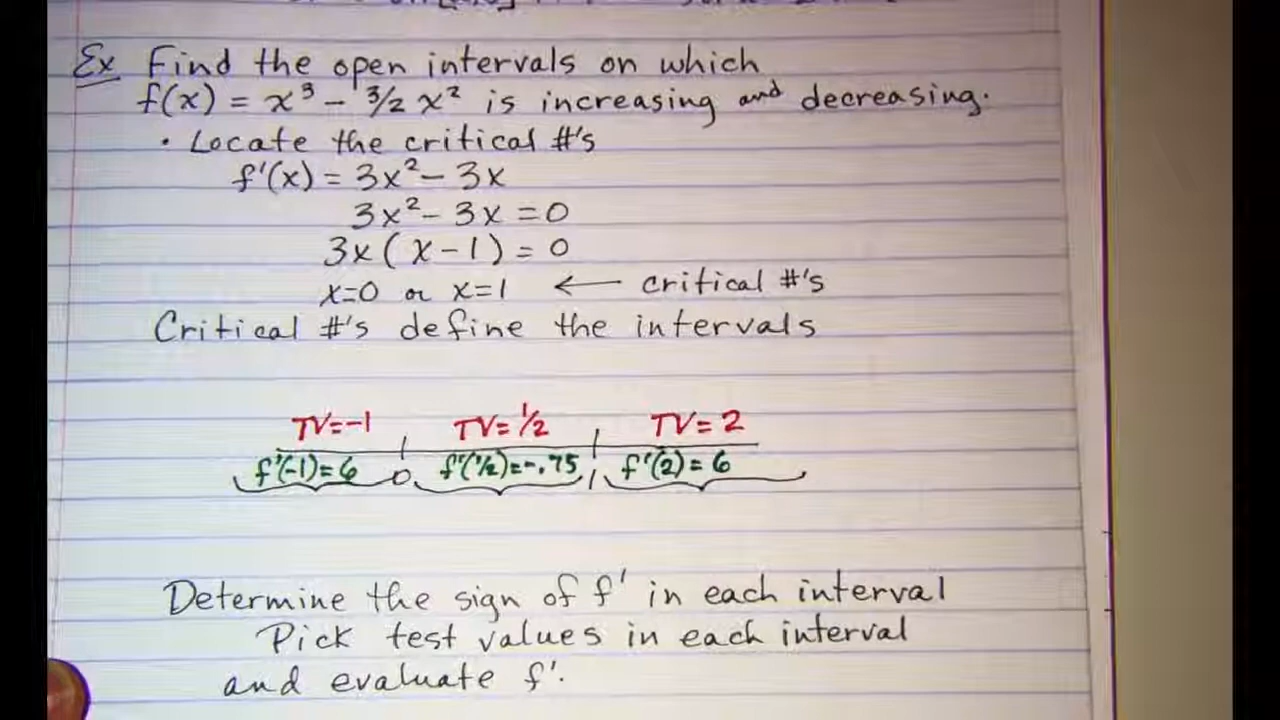 Ex Find the open intervals on which
f(x) = x³ - 3/2 x² is increasing and decreasing.
• Locate the critical #'s
f'(x) = 3x² - 3x
3x² - 3x = 0
3x(x - 1) = 0
x=0 or x=1 ← critical #'s
Critical #'s define the intervals
TV=-1 TV=1/2 TV=2
f'(-1)=6 0 f'(1/2)=-.75 1 f'(2)=6
Determine the sign of f' in each interval
Pick test values in each interval
and evaluate f'.